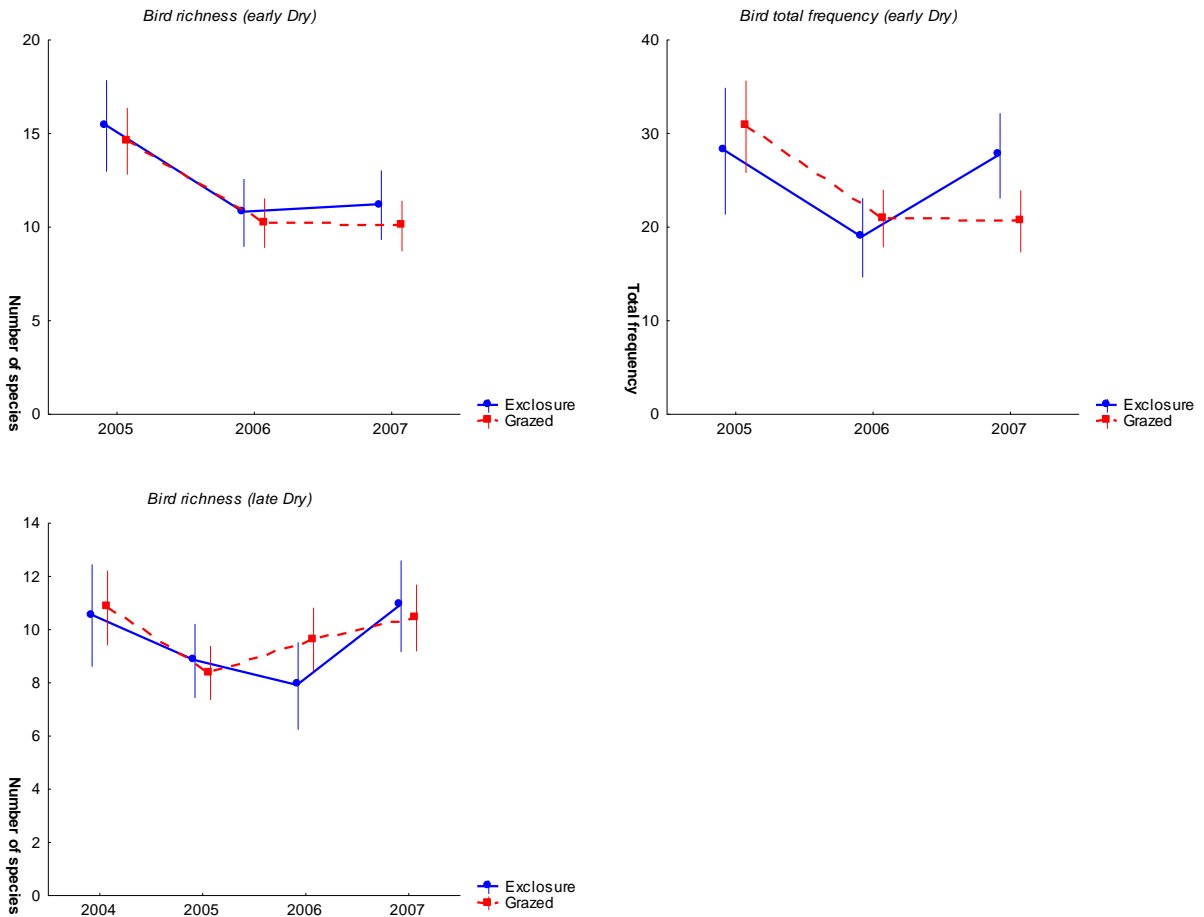 Bird richness (early Dry)
20
15
10
5
0
Number of species
2005 2006 2007
Exclosure
Grazed
Bird total frequency (early Dry)
40
30
20
10
0
Total frequency
2005 2006 2007
Exclosure
Grazed
Bird richness (late Dry)
14
12
10
8
6
4
2
0
Number of species
2004 2005 2006 2007
Exclosure
Grazed